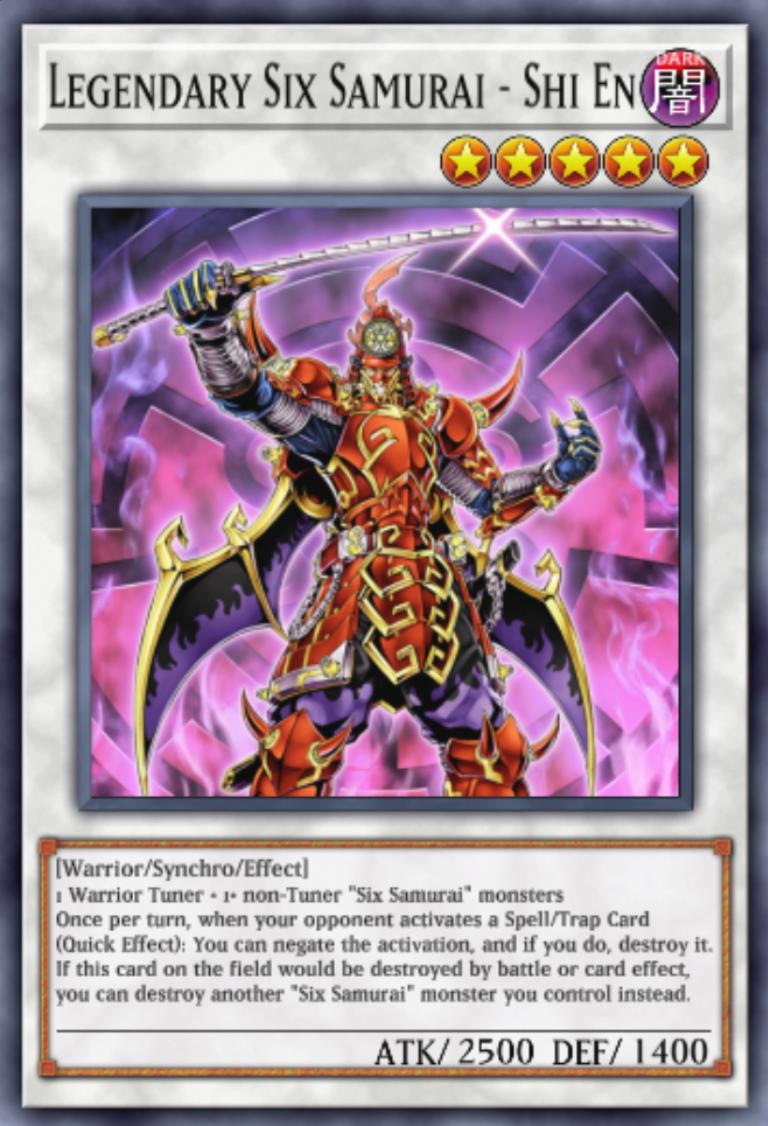 LEGENDARY SIX SAMURAI - SHI EN
DARK
闇
[Warrior/Synchro/Effect]
1 Warrior Tuner + 1+ non-Tuner "Six Samurai" monsters
Once per turn, when your opponent activates a Spell/Trap Card
(Quick Effect): You can negate the activation, and if you do, destroy it.
If this card on the field would be destroyed by battle or card effect,
you can destroy another "Six Samurai" monster you control instead.
ATK/ 2500 DEF/ 1400